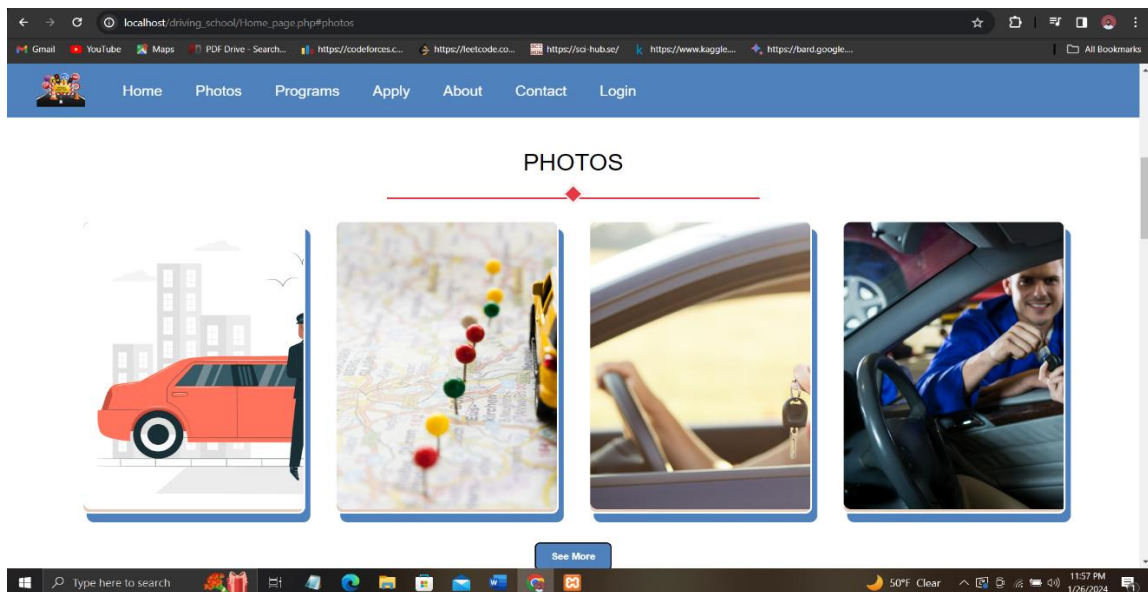 localhost/driving_school/Home_page.php#photos
Gmail YouTube Maps PDF Drive - Search... https://codeforces.c... https://leetcode.co... https://sci-hub.se/ https://www.kaggle.... https://bard.google.... All Bookmarks
Home Photos Programs Apply About Contact Login
PHOTOS
See More
Type here to search
50°F Clear
11:57 PM
1/26/2024